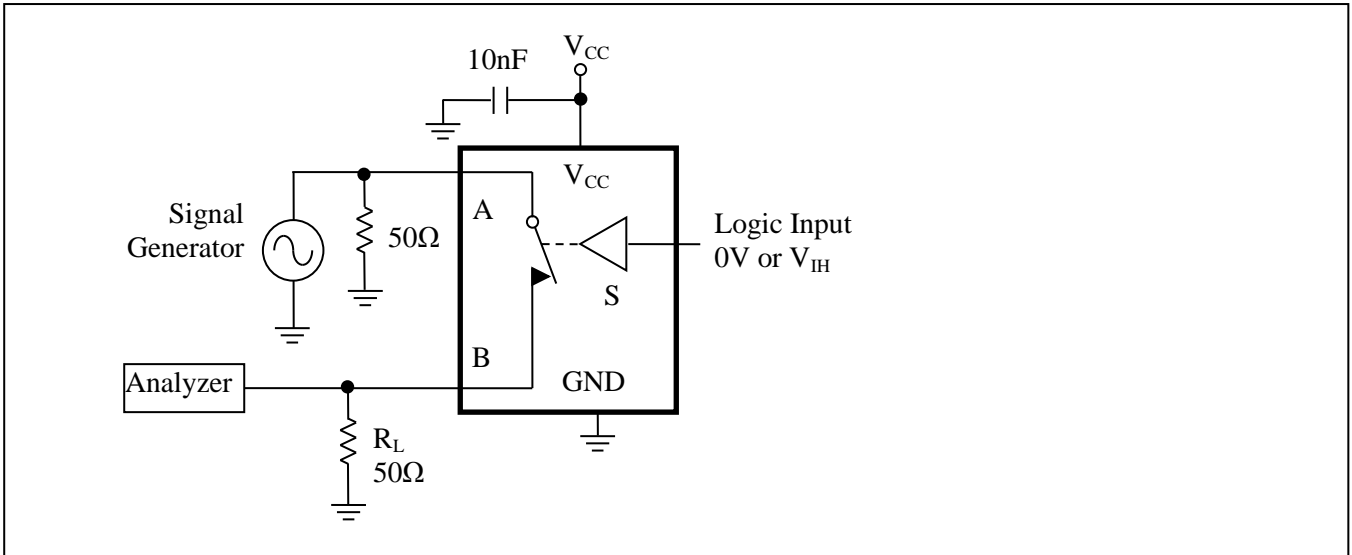 V_CC
10nF
V_CC
A
Signal
Generator
50Ω
Logic Input
0V or V_IH
S
B
GND
Analyzer
R_L
50Ω